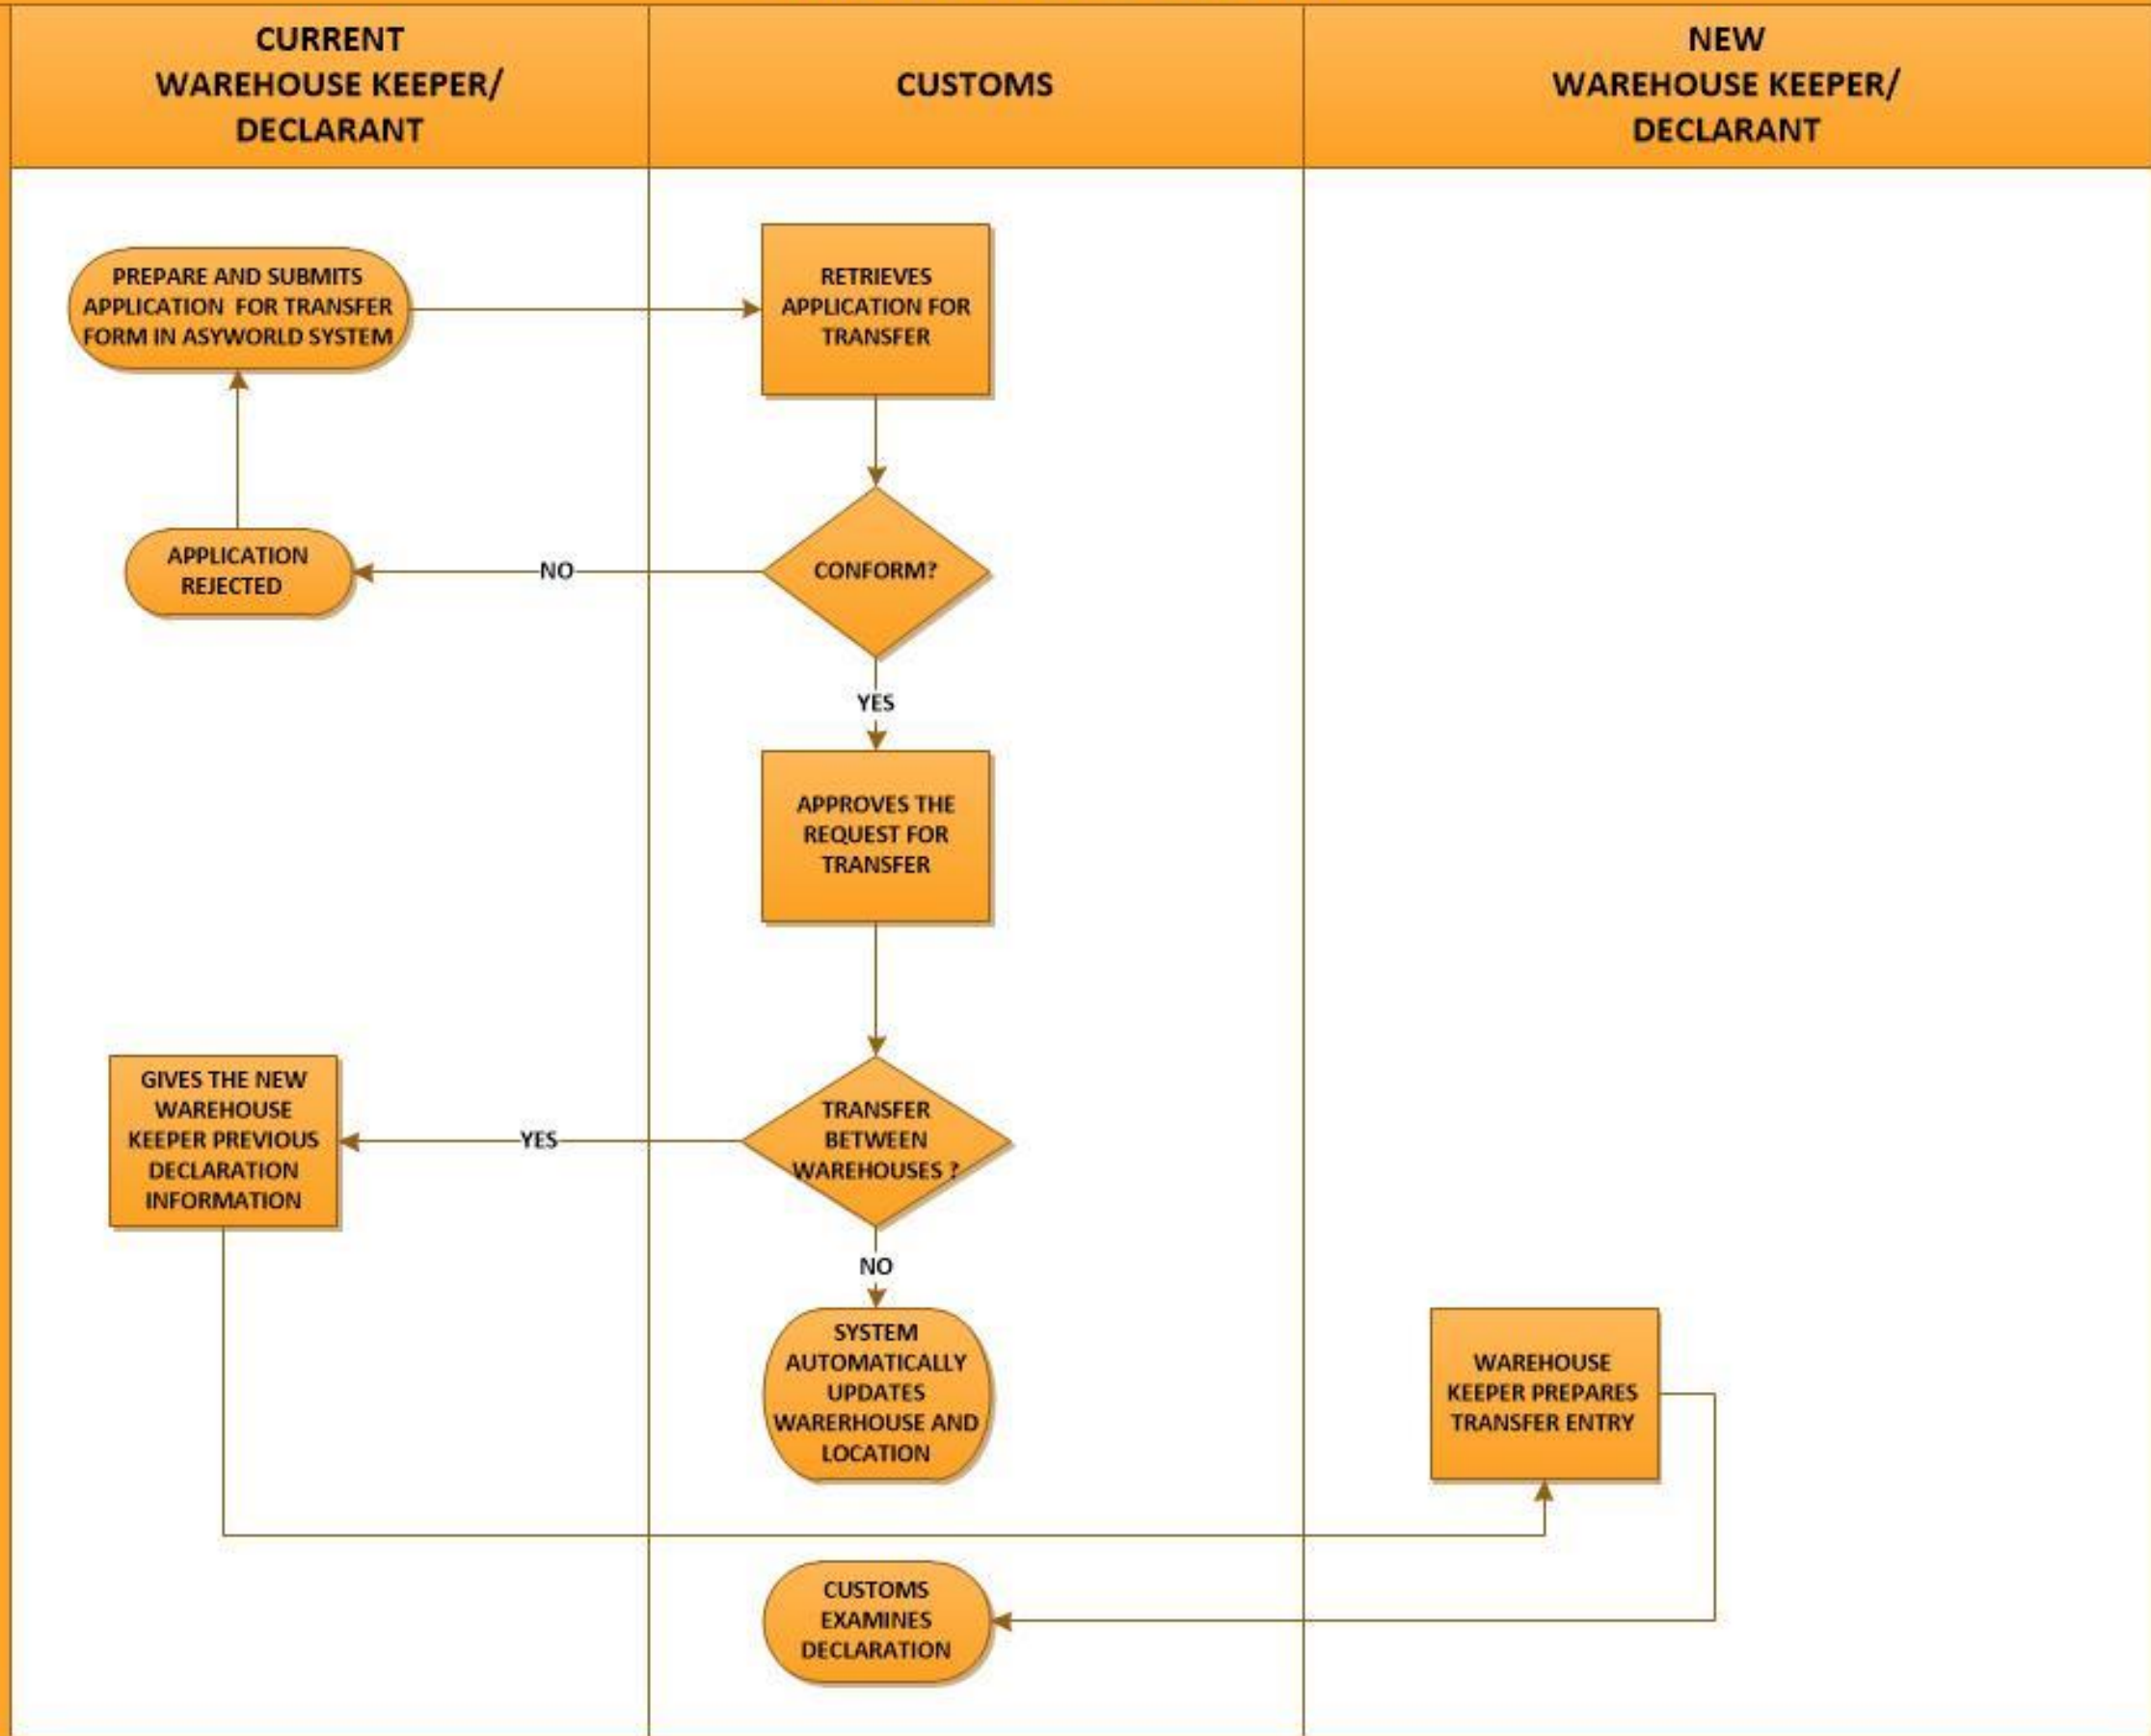 CURRENT
WAREHOUSE KEEPER/
DECLARANT
CUSTOMS
NEW
WAREHOUSE KEEPER/
DECLARANT
PREPARE AND SUBMITS
APPLICATION FOR TRANSFER
FORM IN ASYWORLD SYSTEM
RETRIEVES
APPLICATION FOR
TRANSFER
APPLICATION
REJECTED
NO
CONFORM?
YES
APPROVES THE
REQUEST FOR
TRANSFER
GIVES THE NEW
WAREHOUSE
KEEPER PREVIOUS
DECLARATION
INFORMATION
YES
TRANSFER
BETWEEN
WAREHOUSES ?
NO
SYSTEM
AUTOMATICALLY
UPDATES
WARERHOUSE AND
LOCATION
WAREHOUSE
KEEPER PREPARES
TRANSFER ENTRY
CUSTOMS
EXAMINES
DECLARATION